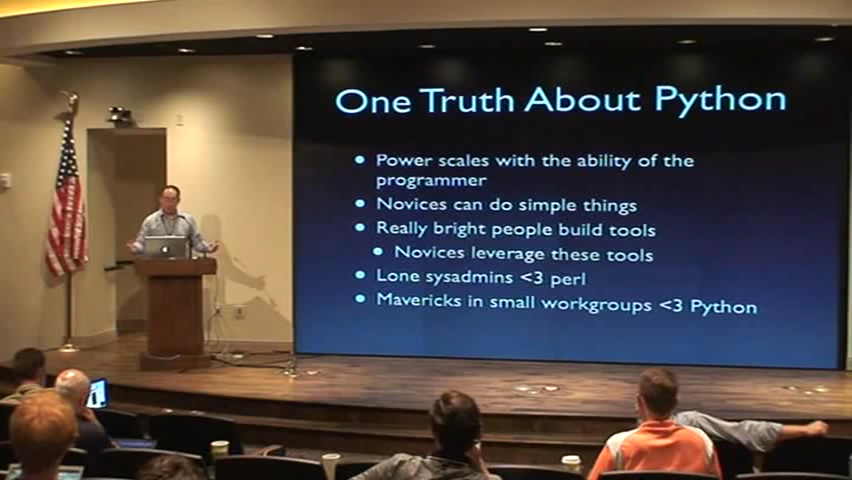 One Truth About Python
• Power scales with the ability of the
programmer
• Novices can do simple things
• Really bright people build tools
• Novices leverage these tools
• Lone sysadmins <3 perl
• Mavericks in small workgroups <3 Python